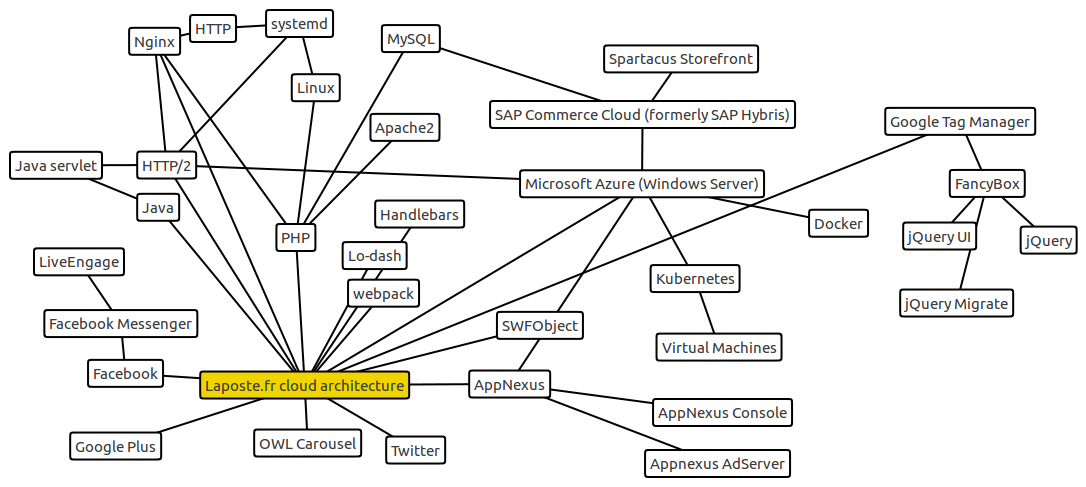 systemd
HTTP
Nginx
MySQL
Spartacus Storefront
Linux
SAP Commerce Cloud (formerly SAP Hybris)
Google Tag Manager
Apache2
Java servlet
HTTP/2
Microsoft Azure (Windows Server)
FancyBox
Java
Handlebars
Docker
PHP
jQuery UI
jQuery
Lo-dash
LiveEngage
Kubernetes
webpack
jQuery Migrate
Facebook Messenger
SWFObject
Virtual Machines
Facebook
Laposte.fr cloud architecture
AppNexus
AppNexus Console
Google Plus
OWL Carousel
Twitter
Appnexus AdServer